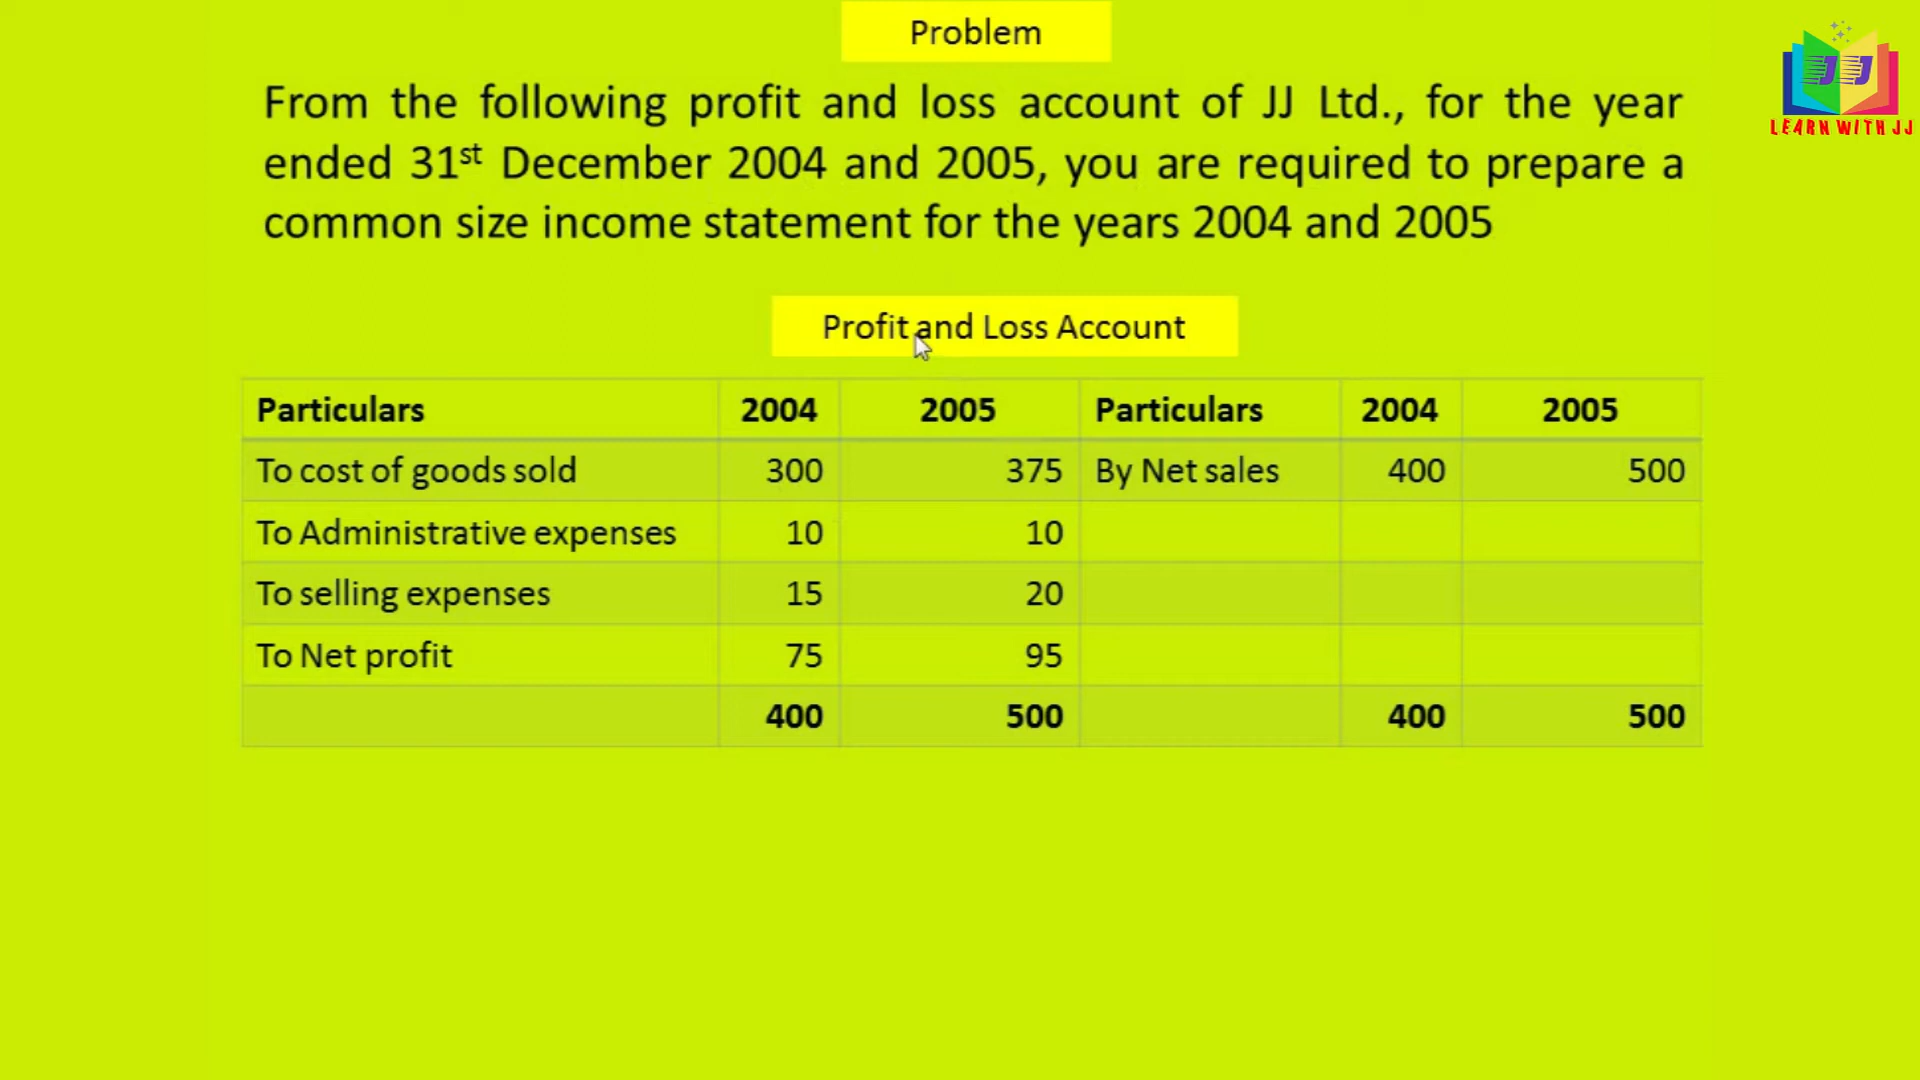 Problem
From the following profit and loss account of JJ Ltd., for the year
ended 31st December 2004 and 2005, you are required to prepare a
common size income statement for the years 2004 and 2005
Profit and Loss Account
Particulars 2004 2005 Particulars 2004 2005
To cost of goods sold 300 375 By Net sales 400 500
To Administrative expenses 10 10
To selling expenses 15 20
To Net profit 75 95
400 500 400 500
JJ
LEARN WITH JJ